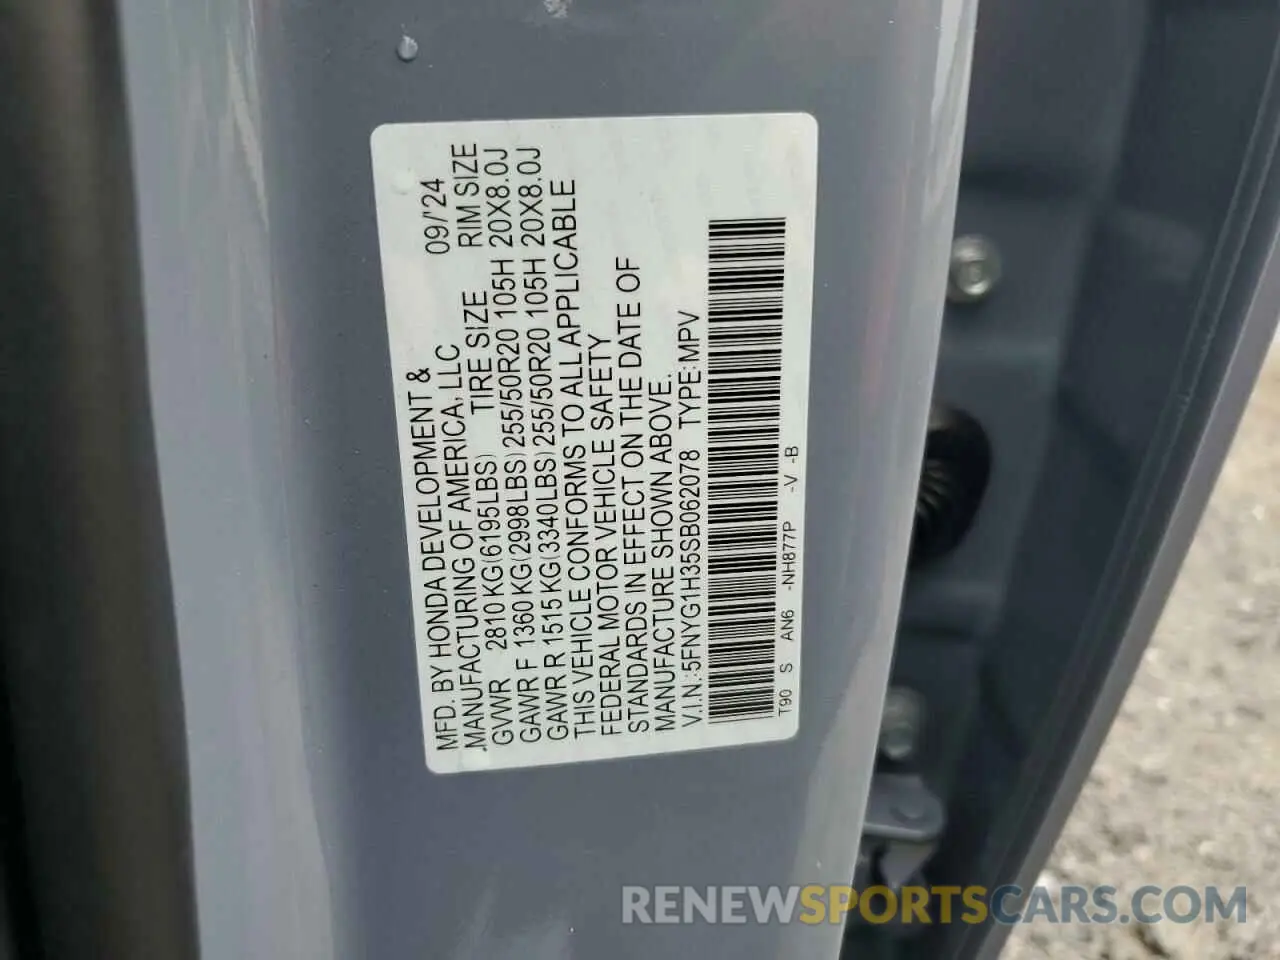 MFD. BY HONDA DEVELOPMENT & 09/'24
MANUFACTURING OF AMERICA, LLC
TIRE SIZE RIM SIZE
GVWR 2810 KG(6195LBS)
GAWR F 1360 KG(2998LBS) 255/50R20 105H 20X8.0J
GAWR R 1515 KG(3340LBS) 255/50R20 105H 20X8.0J
THIS VEHICLE CONFORMS TO ALL APPLICABLE
FEDERAL MOTOR VEHICLE SAFETY
STANDARDS IN EFFECT ON THE DATE OF
MANUFACTURE SHOWN ABOVE.
V.I.N.:5FNYG1H35SB062078 TYPE:MPV
T90 S AN6 -NH877P -V -B
RENEWSPORTSCARS.COM